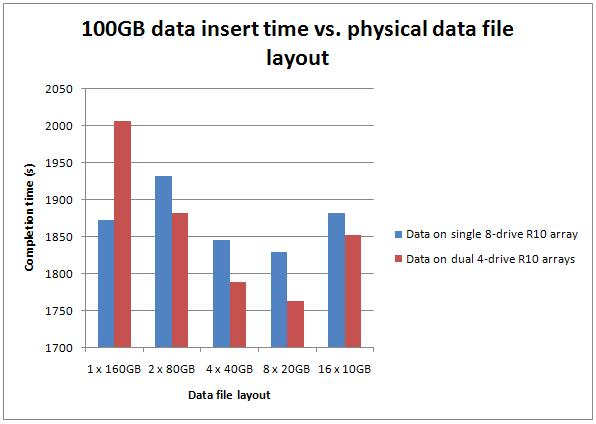 100GB data insert time vs. physical data file
layout
2050
2000
1950
1900
1850
1800
1750
1700
Completion time (s)
1 x 160GB
2 x 80GB
4 x 40GB
8 x 20GB
16 x 10GB
Data file layout
Data on single 8-drive R10 array
Data on dual 4-drive R10 arrays